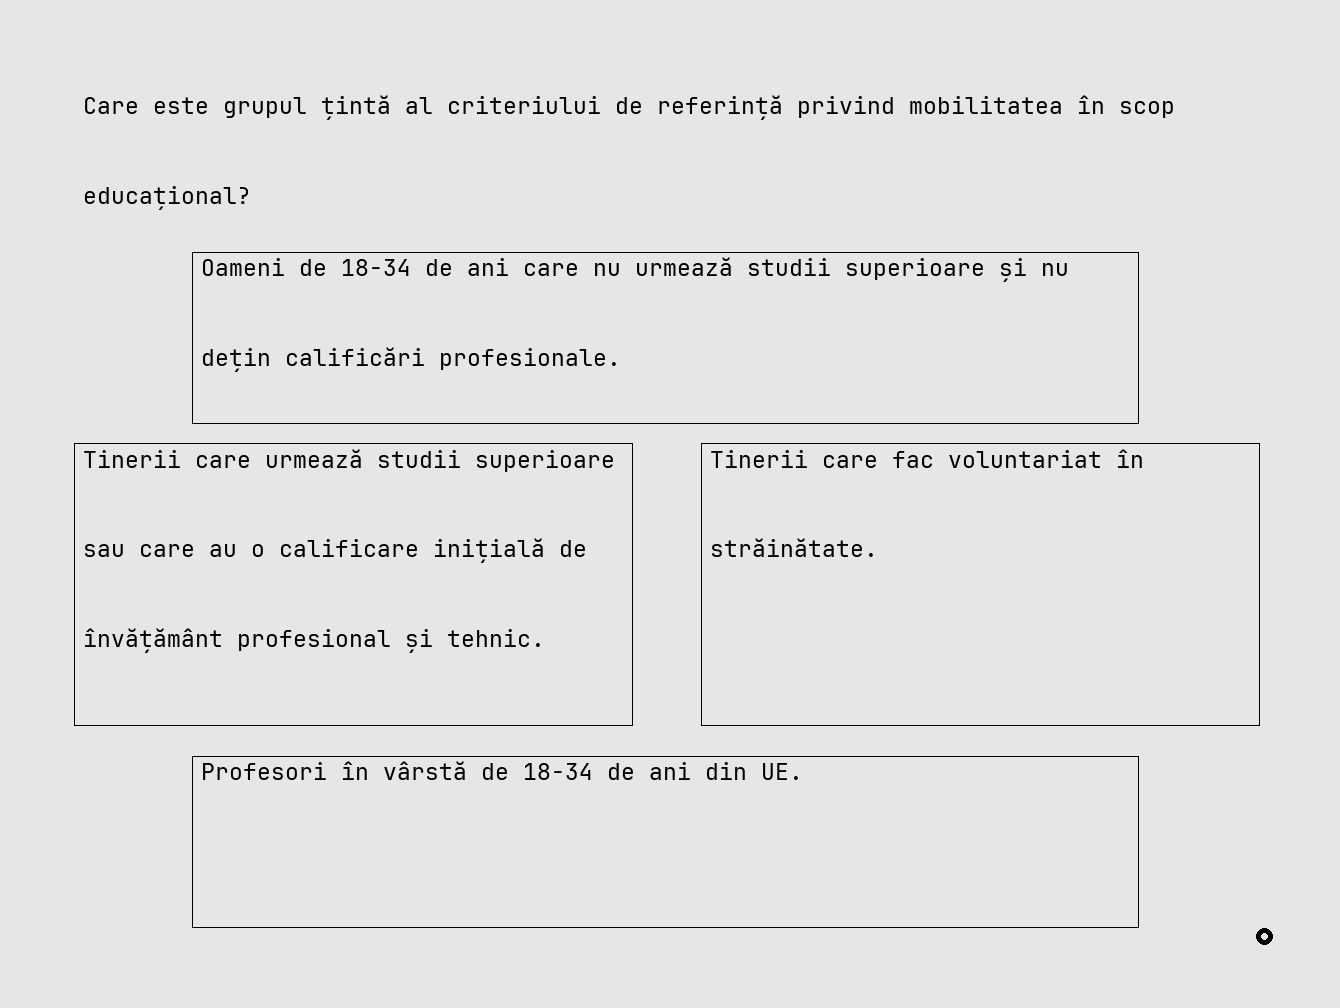 Care este grupul țintă al criteriului de referință privind mobilitatea în scop
educațional?
Oameni de 18-34 de ani care nu urmează studii superioare și nu
dețin calificări profesionale.
Tinerii care urmează studii superioare
sau care au o calificare inițială de
învățământ profesional și tehnic.
Tinerii care fac voluntariat în
străinătate.
Profesori în vârstă de 18-34 de ani din UE.